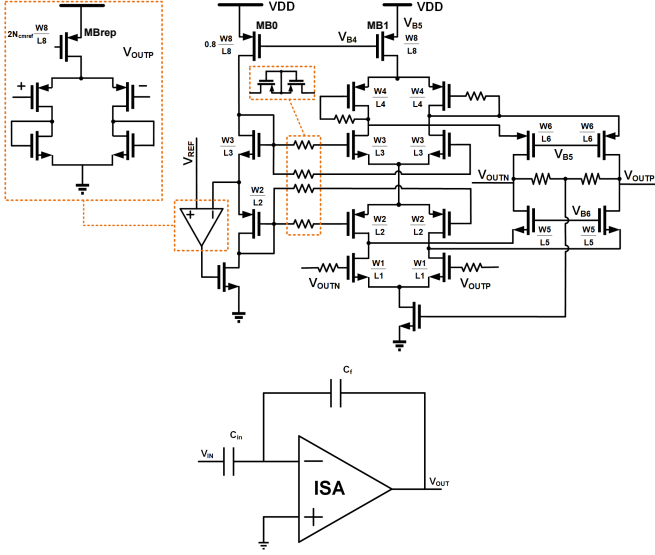 VDD
VDD
MB0
MB1
V_B5
2N_cmref W8/L8
MBrep
V_OUTP
0.8 W8/L8
V_B4
W8/L8
+
−
W4/L4
W4/L4
W6/L6
W6/L6
W3/L3
W3/L3
W3/L3
V_B5
V_REF
V_OUTN
V_OUTP
W2/L2
W2/L2
W2/L2
V_B6
+
−
W5/L5
W5/L5
W1/L1
W1/L1
V_OUTN
V_OUTP
C_f
V_IN
C_in
−
ISA
V_OUT
+